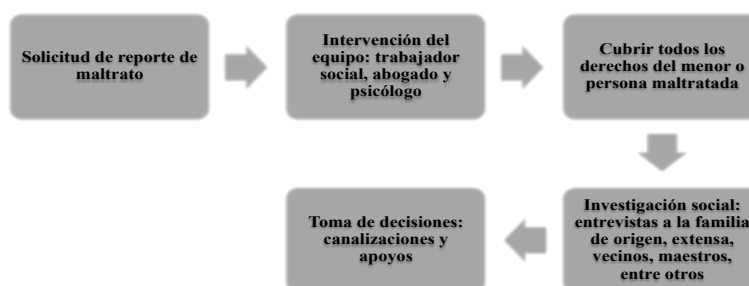 Solicitud de reporte de
maltrato
Intervención del
equipo: trabajador
social, abogado y
psicólogo
Cubrir todos los
derechos del menor o
persona maltratada
Investigación social:
entrevistas a la familia
de origen, extensa,
vecinos, maestros,
entre otros
Toma de decisiones:
canalizaciones y
apoyos